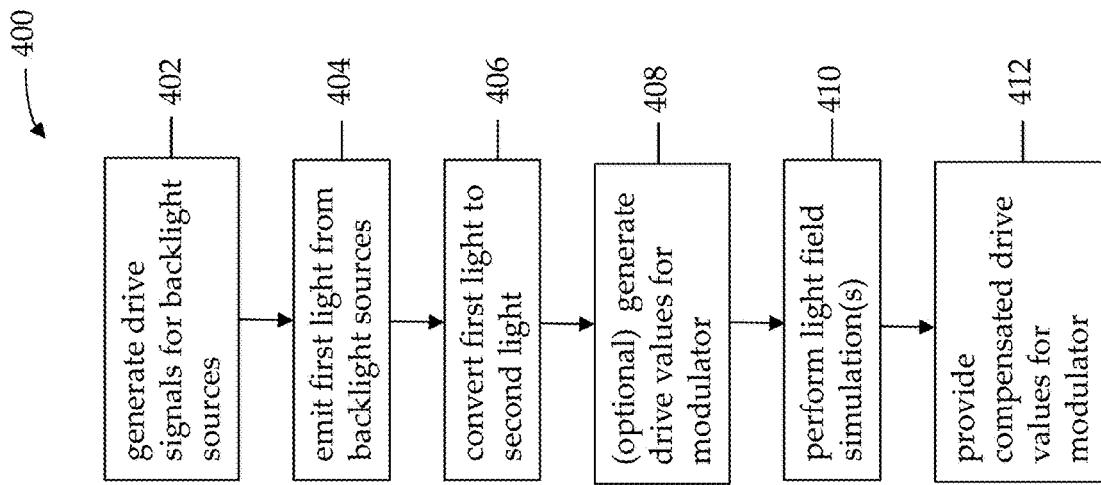 400
generate drive
signals for backlight
sources
402
emit first light from
backlight sources
404
convert first light to
second light
406
(optional) generate
drive values for
modulator
408
perform light field
simulation(s)
410
provide
compensated drive
values for
modulator
412